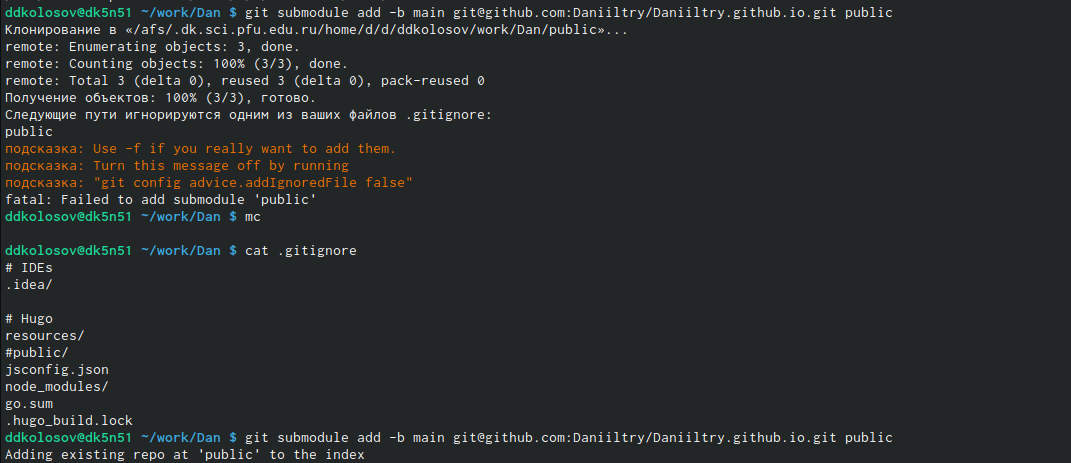 ddkolosov@dk5n51 ~/work/Dan $ git submodule add -b main git@github.com:Daniiltry/Daniiltry.github.io.git public
Клонирование в «/afs/.dk.sci.pfu.edu.ru/home/d/d/ddkolosov/work/Dan/public»...
remote: Enumerating objects: 3, done.
remote: Counting objects: 100% (3/3), done.
remote: Total 3 (delta 0), reused 3 (delta 0), pack-reused 0
Получение объектов: 100% (3/3), готово.
Следующие пути игнорируются одним из ваших файлов .gitignore:
public
подсказка: Use -f if you really want to add them.
подсказка: Turn this message off by running
подсказка: "git config advice.addIgnoredFile false"
fatal: Failed to add submodule 'public'
ddkolosov@dk5n51 ~/work/Dan $ mc
ddkolosov@dk5n51 ~/work/Dan $ cat .gitignore
# IDEs
.idea/
# Hugo
resources/
#public/
jsconfig.json
node_modules/
go.sum
.hugo_build.lock
ddkolosov@dk5n51 ~/work/Dan $ git submodule add -b main git@github.com:Daniiltry/Daniiltry.github.io.git public
Adding existing repo at 'public' to the index